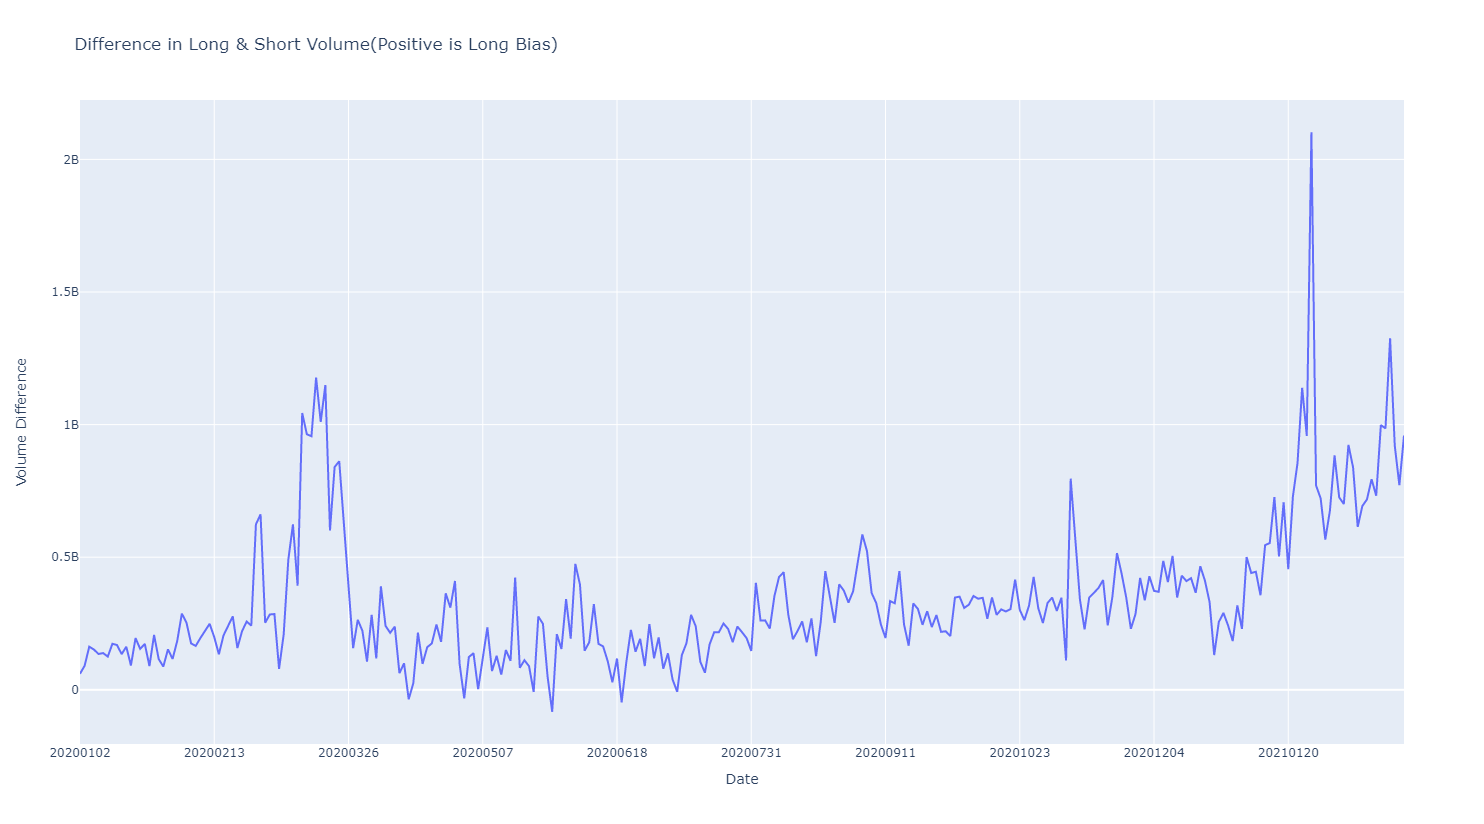 Difference in Long & Short Volume(Positive is Long Bias)
2B
1.5B
1B
0.5B
0
Volume Difference
20200102
20200213
20200326
20200507
20200618
20200731
20200911
20201023
20201204
20210120
Date